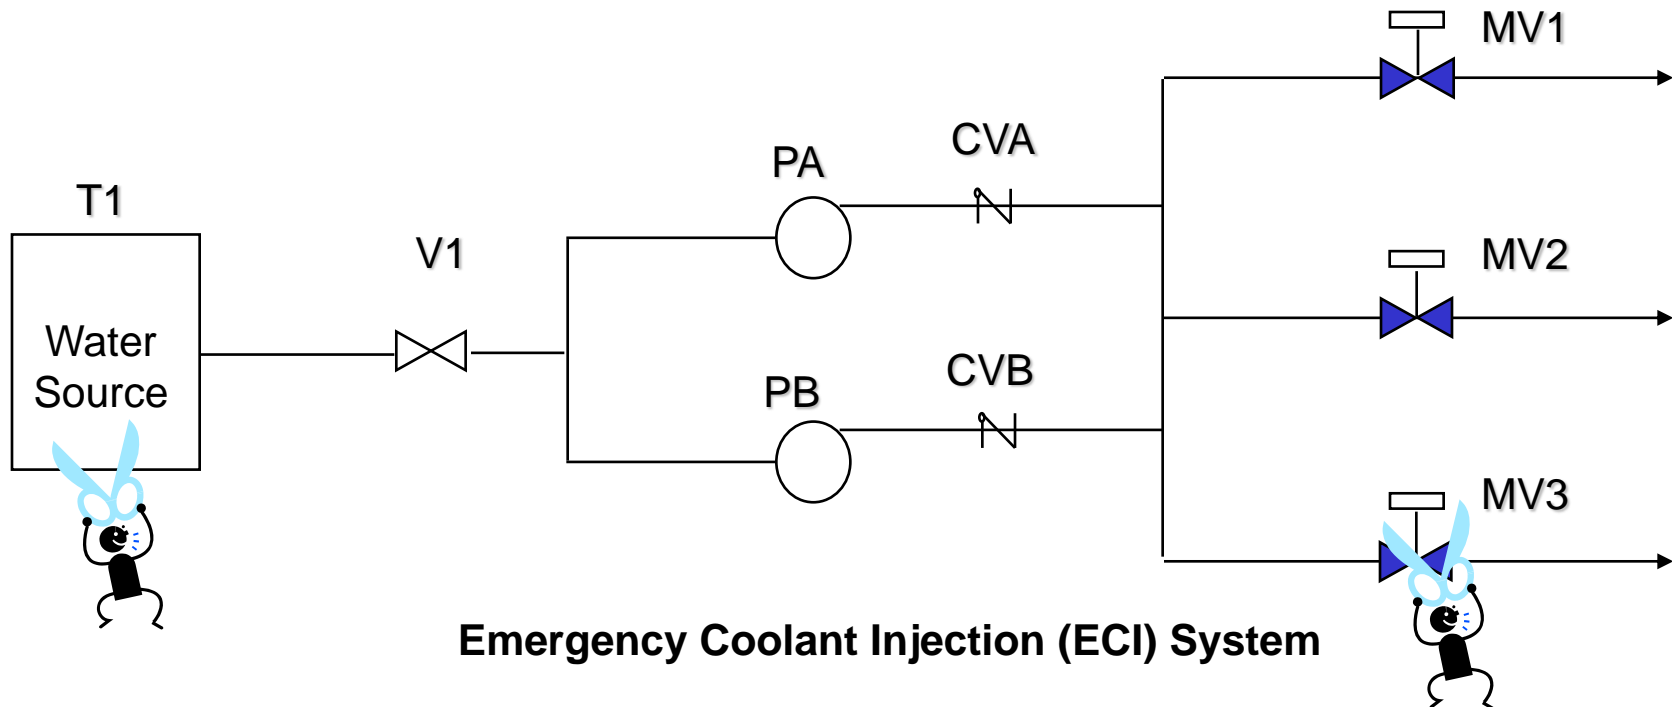 MV1
CVA
PA
T1
V1
MV2
Water
Source
CVB
PB
MV3
Emergency Coolant Injection (ECI) System